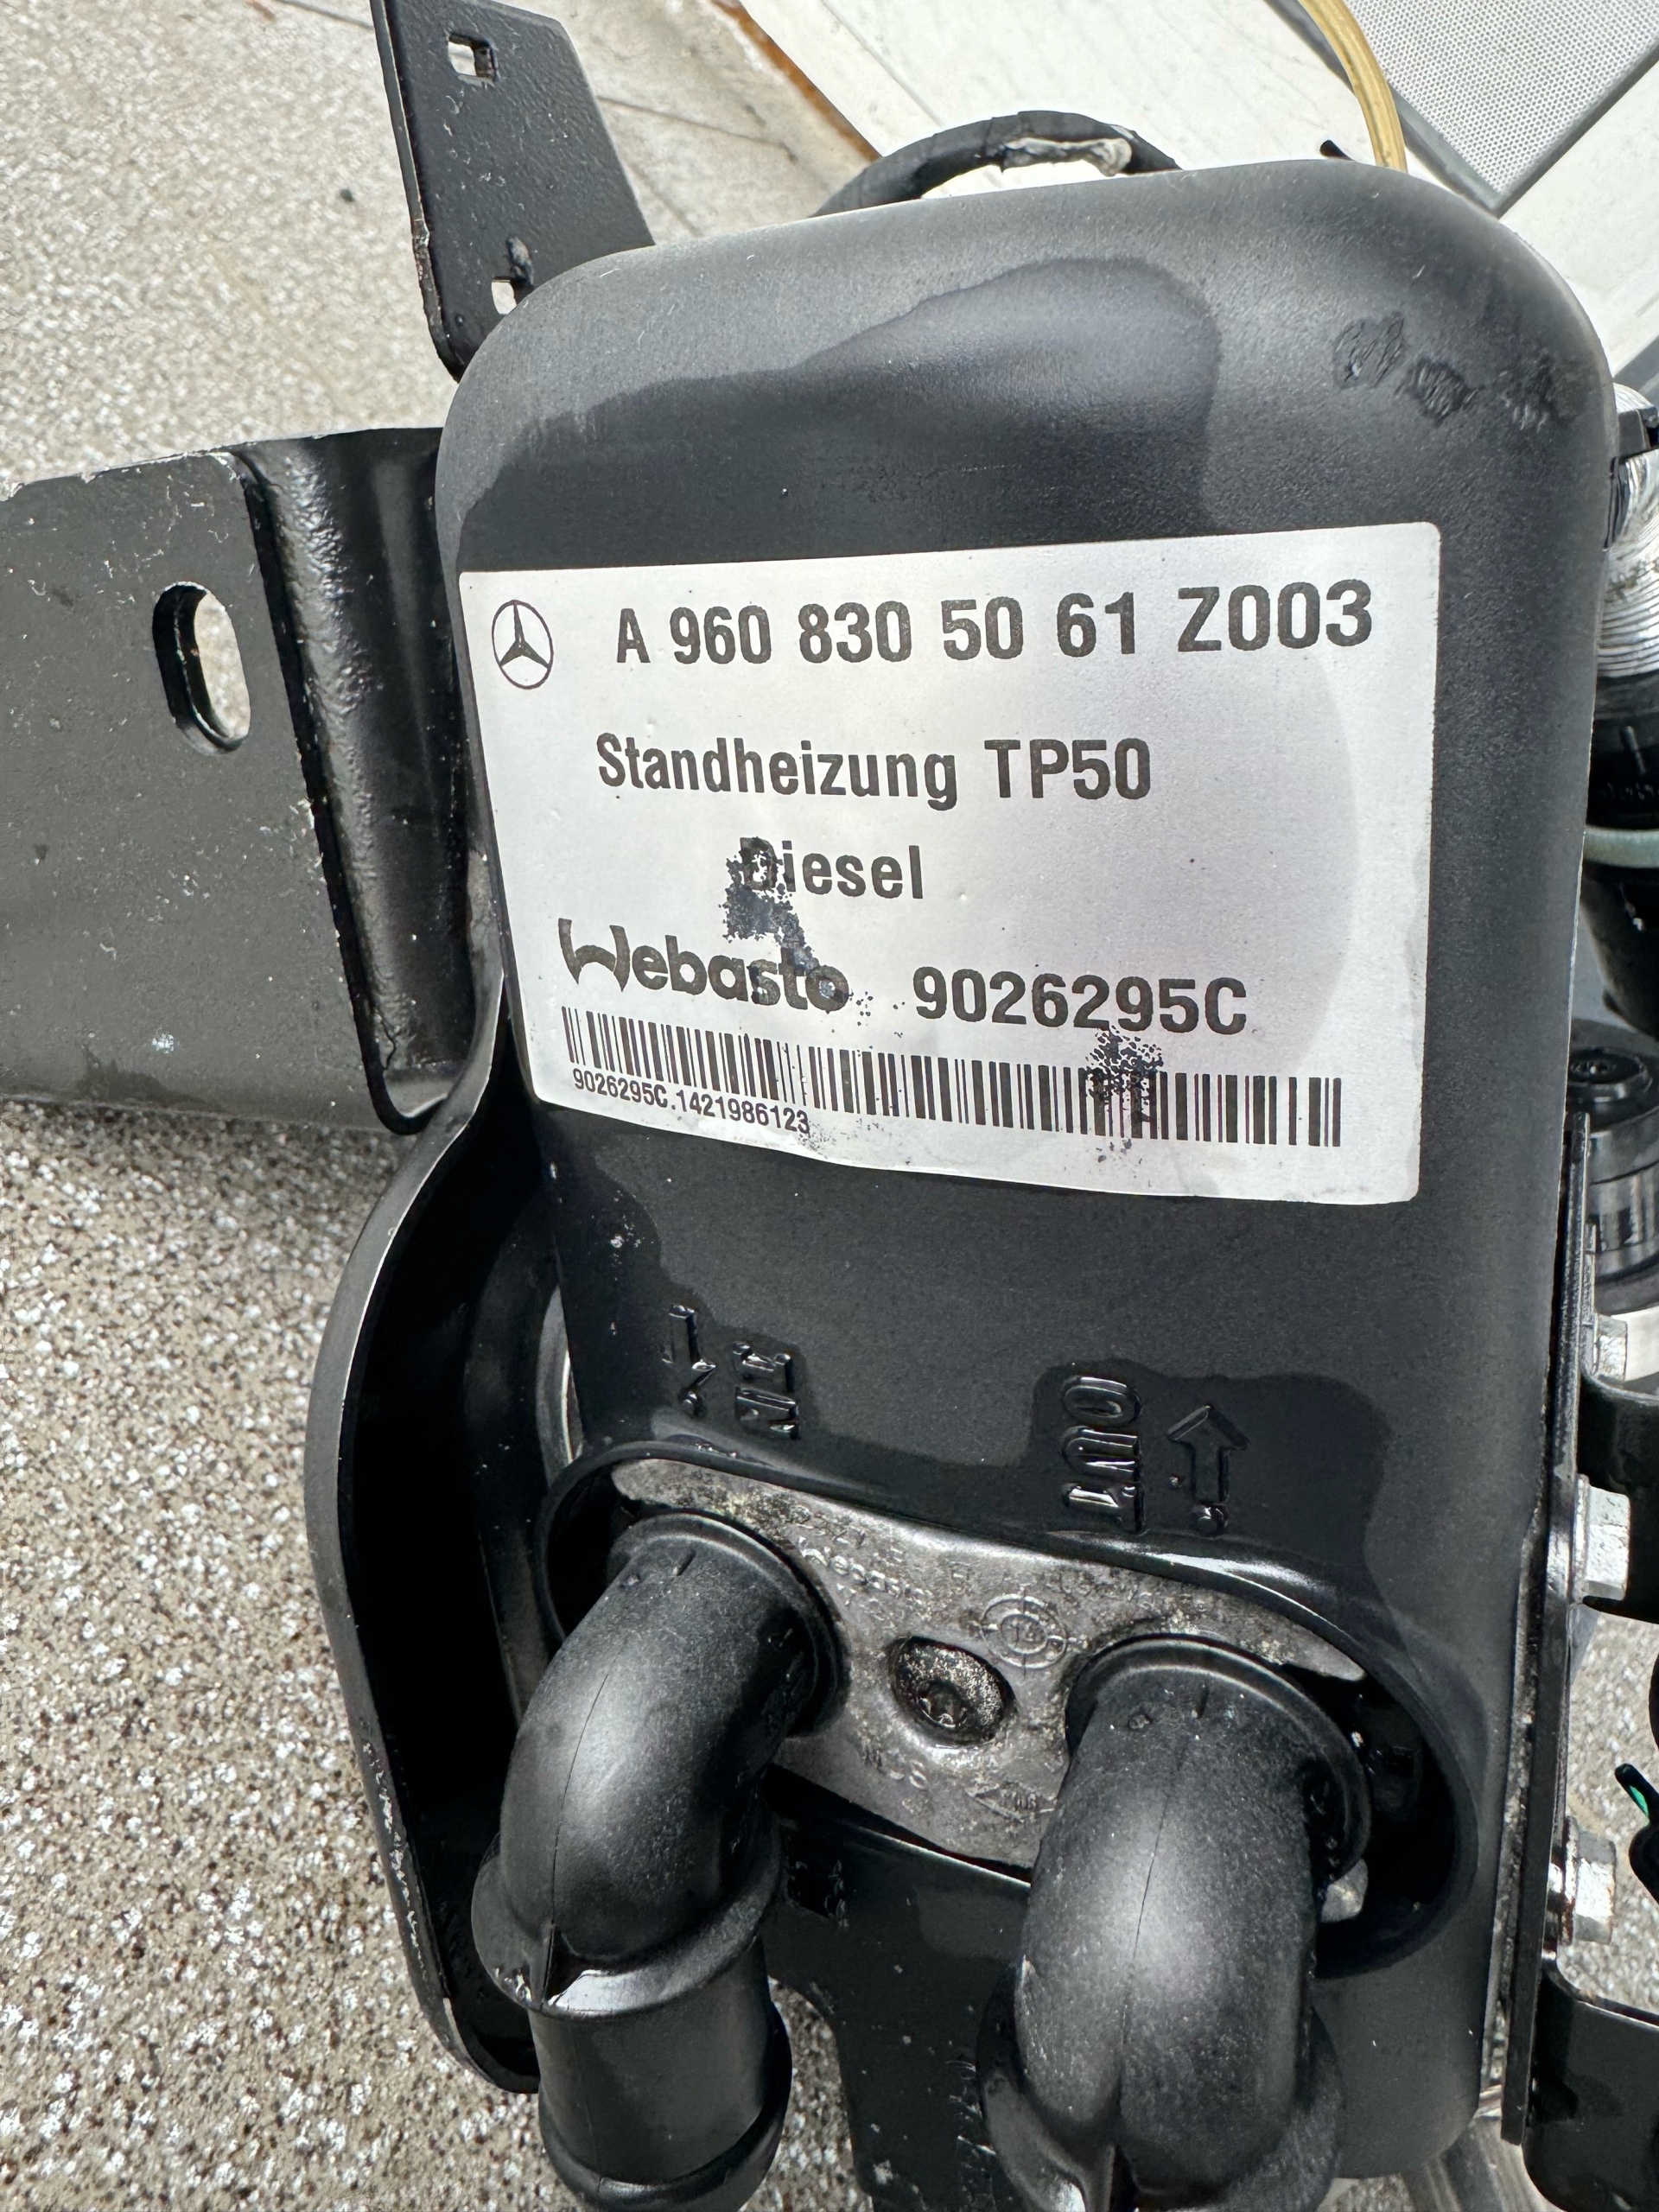 A 960 830 50 61 Z003
Standheizung TP50
Diesel
Webasto 9026295C
9026295C.1421986123
IN
OUT